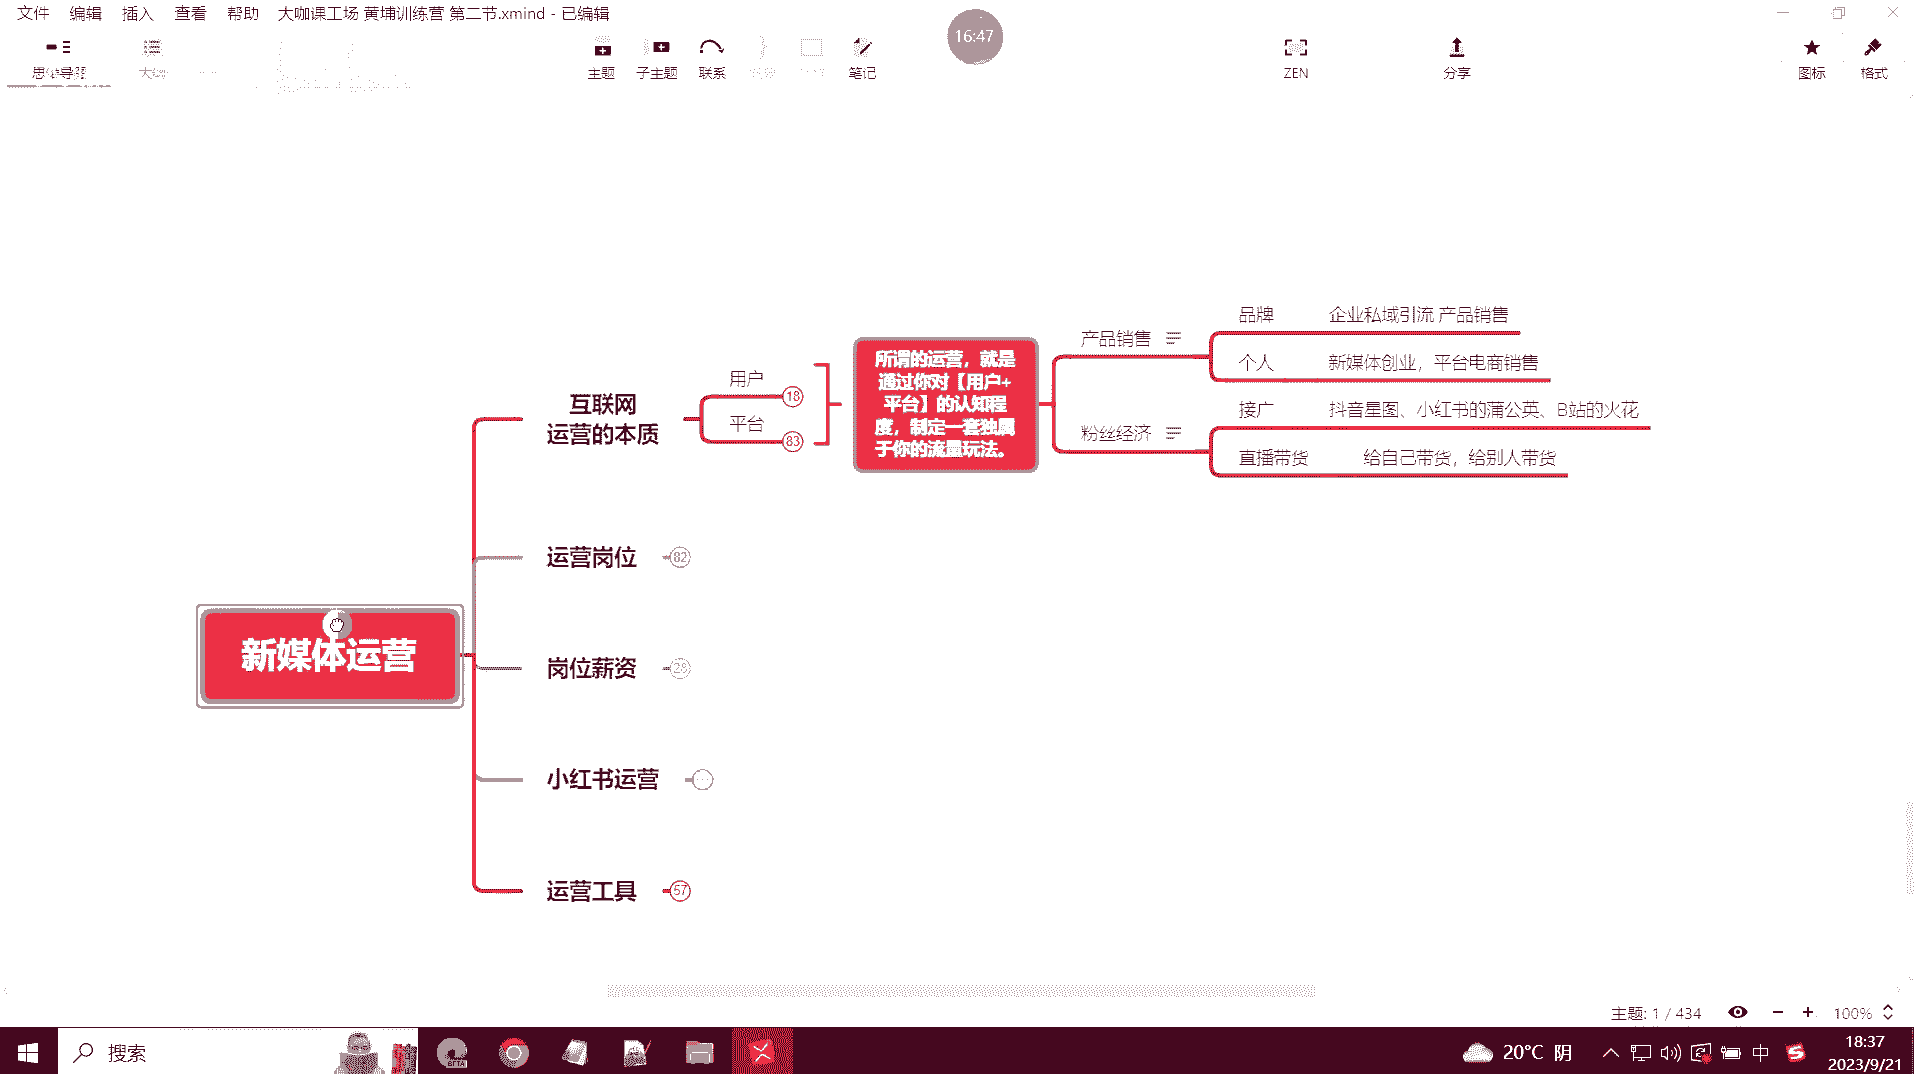 文件 编辑 插入 查看 帮助 大咖课工场 黄埔训练营 第二节.xmind - 已编辑
16:47
思维导图 大纲 主题 子主题 联系 笔记 ZEN 分享 图标 格式
品牌 企业私域引流 产品销售
产品销售
个人 新媒体创业，平台电商销售
接广 抖音星图、小红书的蒲公英、B站的火花
粉丝经济
直播带货 给自己带货，给别人带货
所谓的运营，就是
通过你对【用户+
平台】的认知程
度，制定一套独属
于你的流量玩法。
用户 18
平台 83
互联网
运营的本质
运营岗位 82
新媒体运营
岗位薪资 29
小红书运营 ...
运营工具 57
主题: 1 / 434 100%
搜索
BETA
20°C 阴 中
18:37
2023/9/21